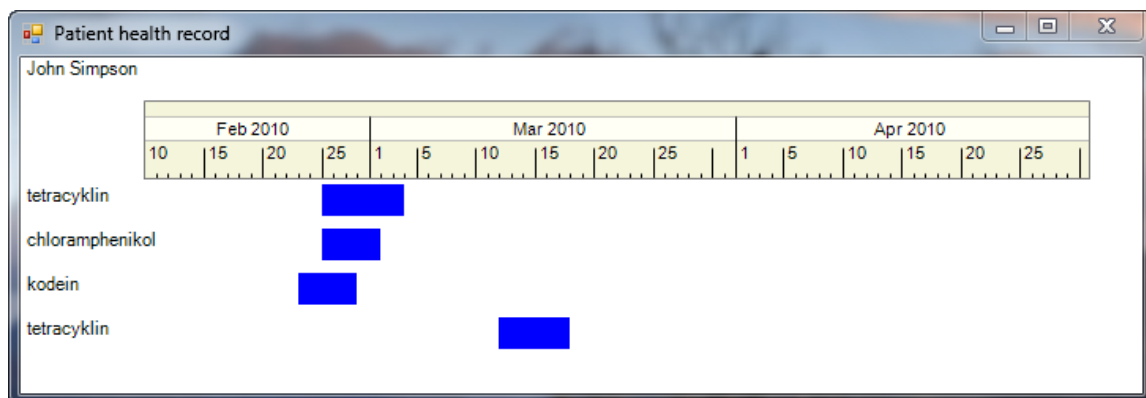 Patient health record
John Simpson
Feb 2010 Mar 2010 Apr 2010
10 15 20 25 1 5 10 15 20 25 1 5 10 15 20 25
tetracyklin
chloramphenikol
kodein
tetracyklin